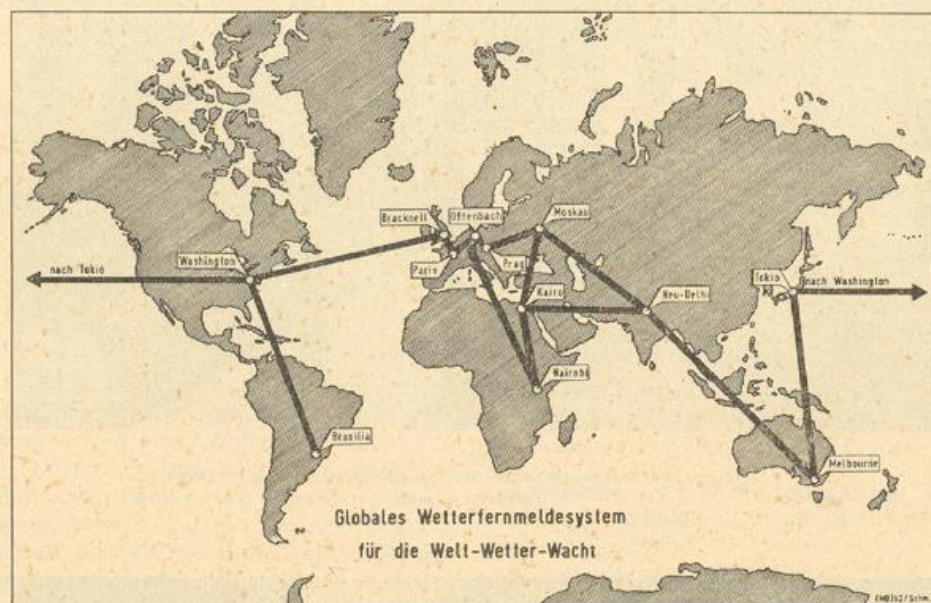 Bracknell
Offenbach
Moskau
Washington
nach Tokio
Paris
Prag
Kairo
Neu-Delhi
Tokio
nach Washington
Nairobi
Brasilia
Melbourne
Globales Wetterfernmeldesystem
für die Welt-Wetter-Wacht